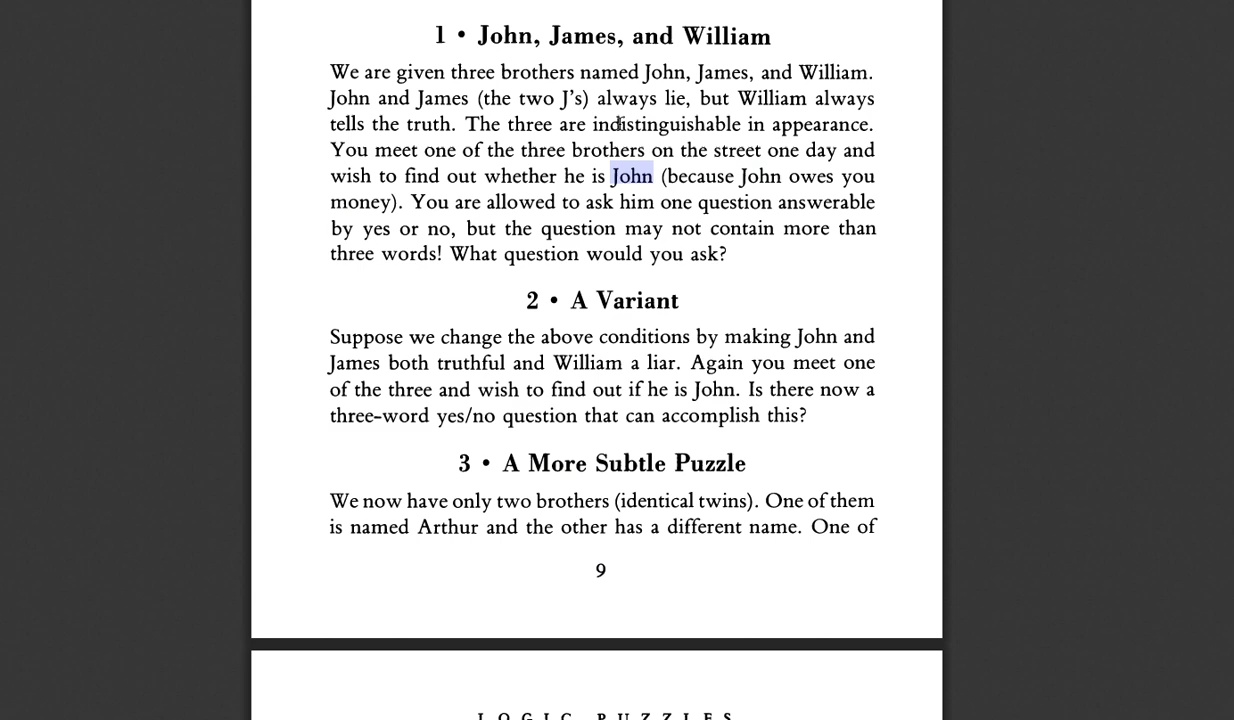 1 • John, James, and William
We are given three brothers named John, James, and William.
John and James (the two J's) always lie, but William always
tells the truth. The three are indistinguishable in appearance.
You meet one of the three brothers on the street one day and
wish to find out whether he is John (because John owes you
money). You are allowed to ask him one question answerable
by yes or no, but the question may not contain more than
three words! What question would you ask?
2 • A Variant
Suppose we change the above conditions by making John and
James both truthful and William a liar. Again you meet one
of the three and wish to find out if he is John. Is there now a
three-word yes/no question that can accomplish this?
3 • A More Subtle Puzzle
We now have only two brothers (identical twins). One of them
is named Arthur and the other has a different name. One of
9
LOGIC PUZZLES